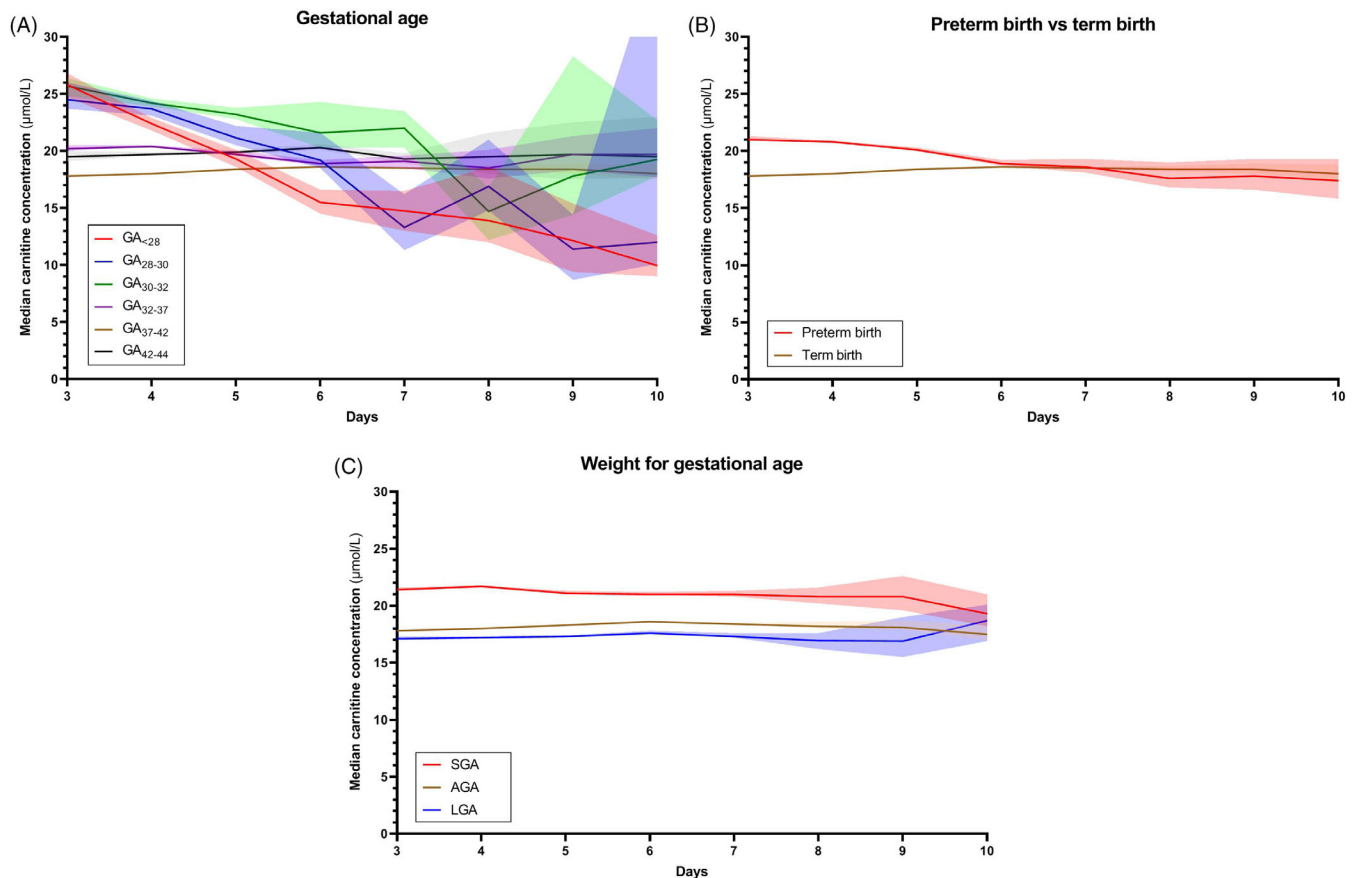 (A)
Gestational age
Median carnitine concentration (µmol/L)
30
25
20
15
10
5
0
GA<28
GA28-30
GA30-32
GA32-37
GA37-42
GA42-44
3 4 5 6 7 8 9 10
Days
(B)
Preterm birth vs term birth
Median carnitine concentration (µmol/L)
30
25
20
15
10
5
0
Preterm birth
Term birth
3 4 5 6 7 8 9 10
Days
(C)
Weight for gestational age
Median carnitine concentration (µmol/L)
30
25
20
15
10
5
0
SGA
AGA
LGA
3 4 5 6 7 8 9 10
Days